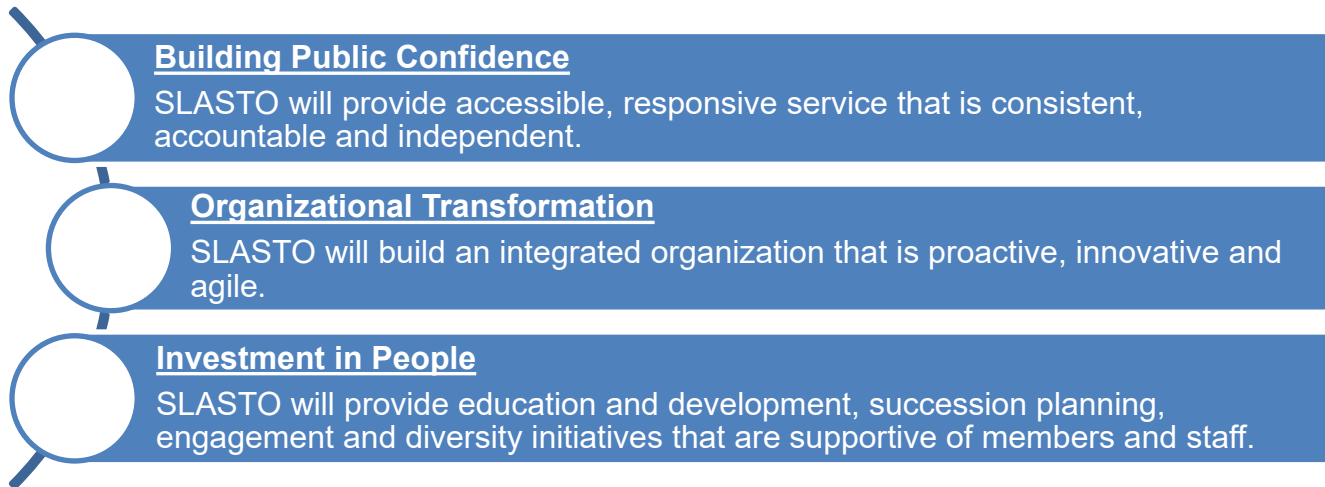 Building Public Confidence
SLASTO will provide accessible, responsive service that is consistent,
accountable and independent.
Organizational Transformation
SLASTO will build an integrated organization that is proactive, innovative and
agile.
Investment in People
SLASTO will provide education and development, succession planning,
engagement and diversity initiatives that are supportive of members and staff.